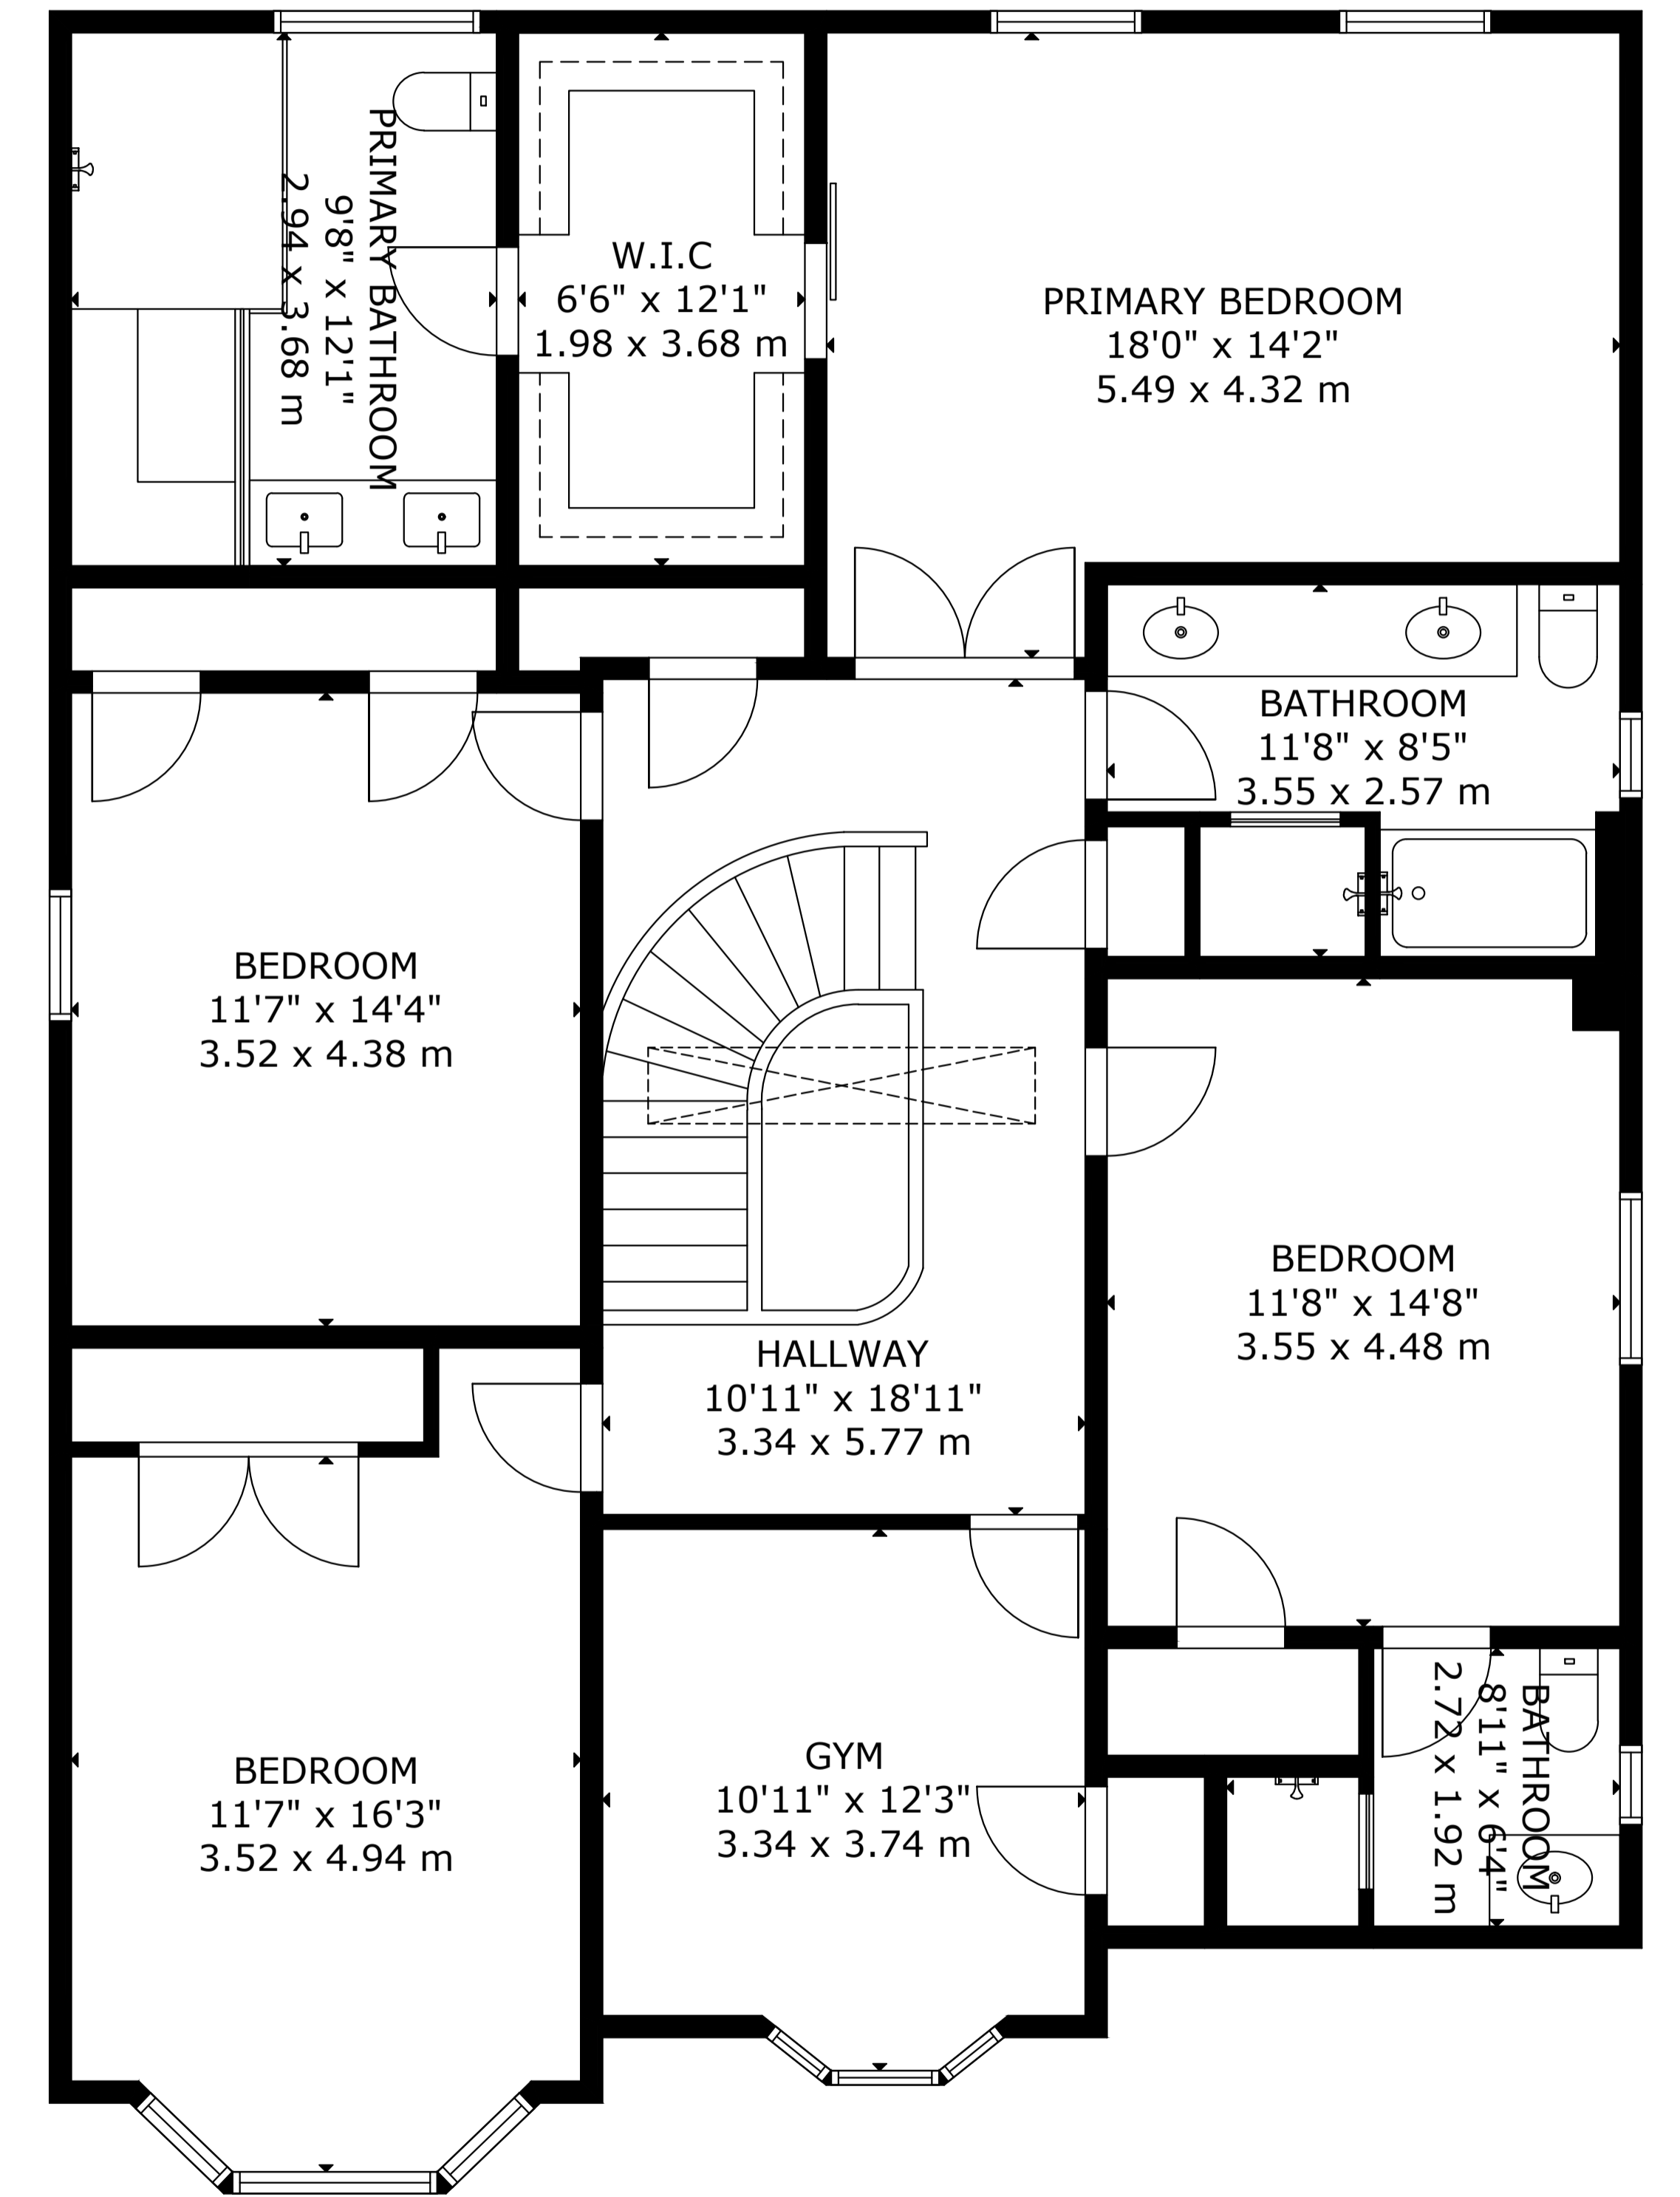 PRIMARY BATHROOM
9'8" x 12'1"
2.94 x 3.68 m
W.I.C
6'6" x 12'1"
1.98 x 3.68 m
PRIMARY BEDROOM
18'0" x 14'2"
5.49 x 4.32 m
BATHROOM
11'8" x 8'5"
3.55 x 2.57 m
BEDROOM
11'7" x 14'4"
3.52 x 4.38 m
BEDROOM
11'8" x 14'8"
3.55 x 4.48 m
HALLWAY
10'11" x 18'11"
3.34 x 5.77 m
BEDROOM
11'7" x 16'3"
3.52 x 4.94 m
GYM
10'11" x 12'3"
3.34 x 3.74 m
BATHROOM
8'11" x 6'4"
2.72 x 1.92 m